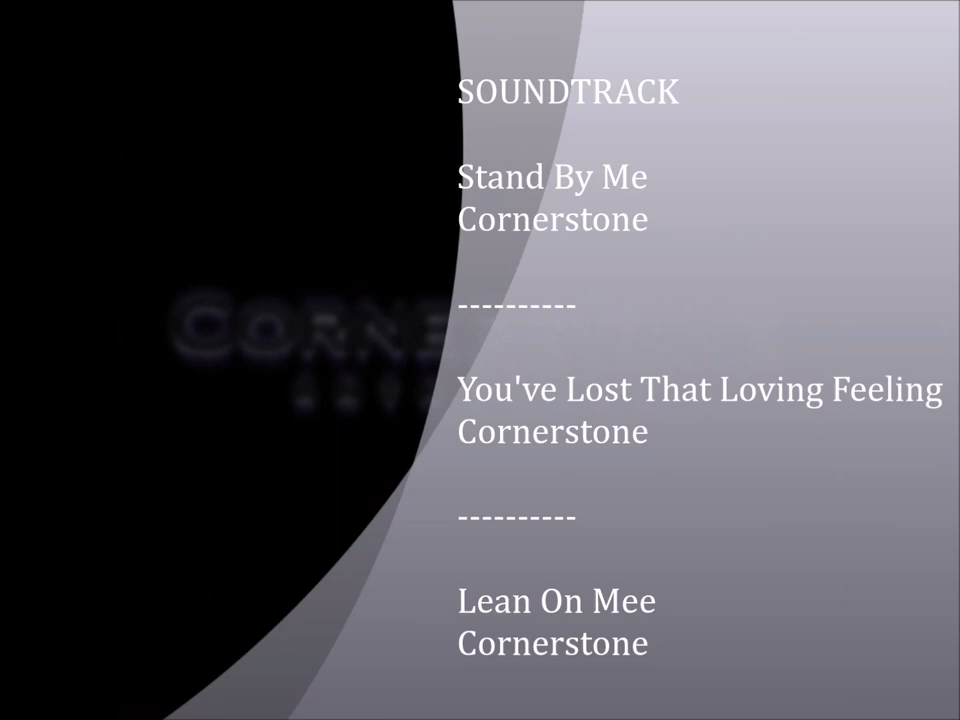 SOUNDTRACK
Stand By Me
Cornerstone
----------
You've Lost That Loving Feeling
Cornerstone
----------
Lean On Mee
Cornerstone